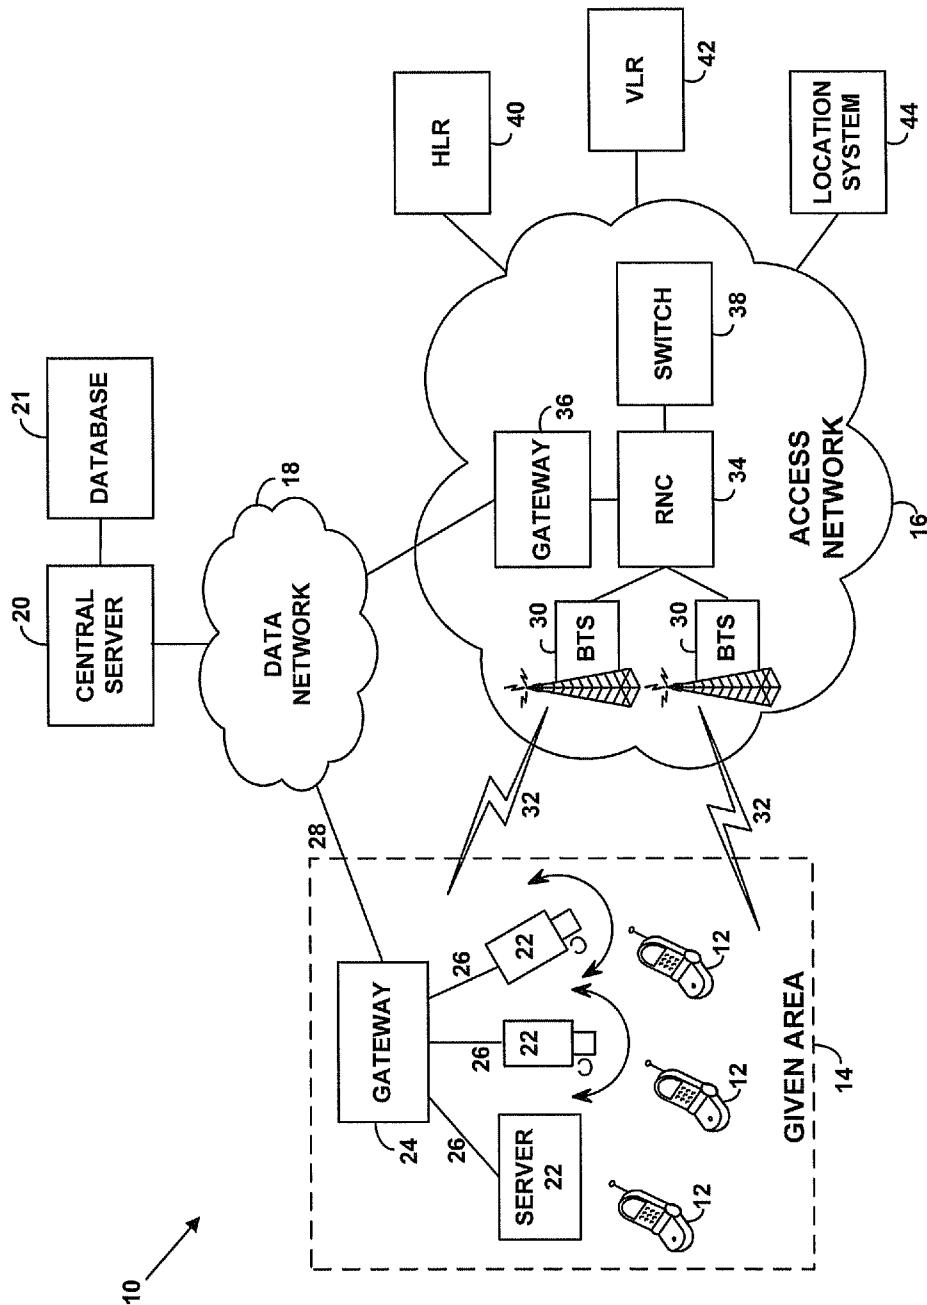 10
GATEWAY
24
26
26
26
28
SERVER
22
22
22
12
12
12
GIVEN AREA
14
CENTRAL
SERVER
20
DATABASE
21
DATA
NETWORK
18
32
32
BTS
30
BTS
30
GATEWAY
36
RNC
34
SWITCH
38
ACCESS
NETWORK
16
HLR
40
VLR
42
LOCATION
SYSTEM
44